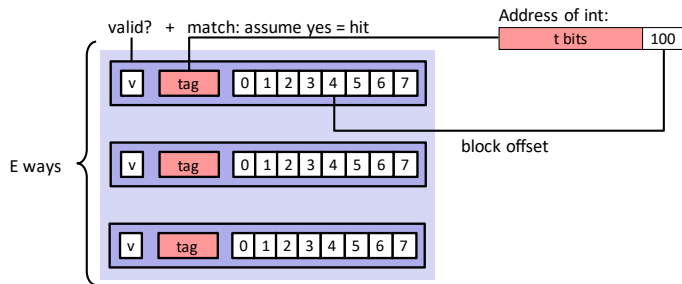 Address of int:
valid? + match: assume yes = hit
t bits 100
v tag 0 1 2 3 4 5 6 7
block offset
v tag 0 1 2 3 4 5 6 7
E ways
v tag 0 1 2 3 4 5 6 7